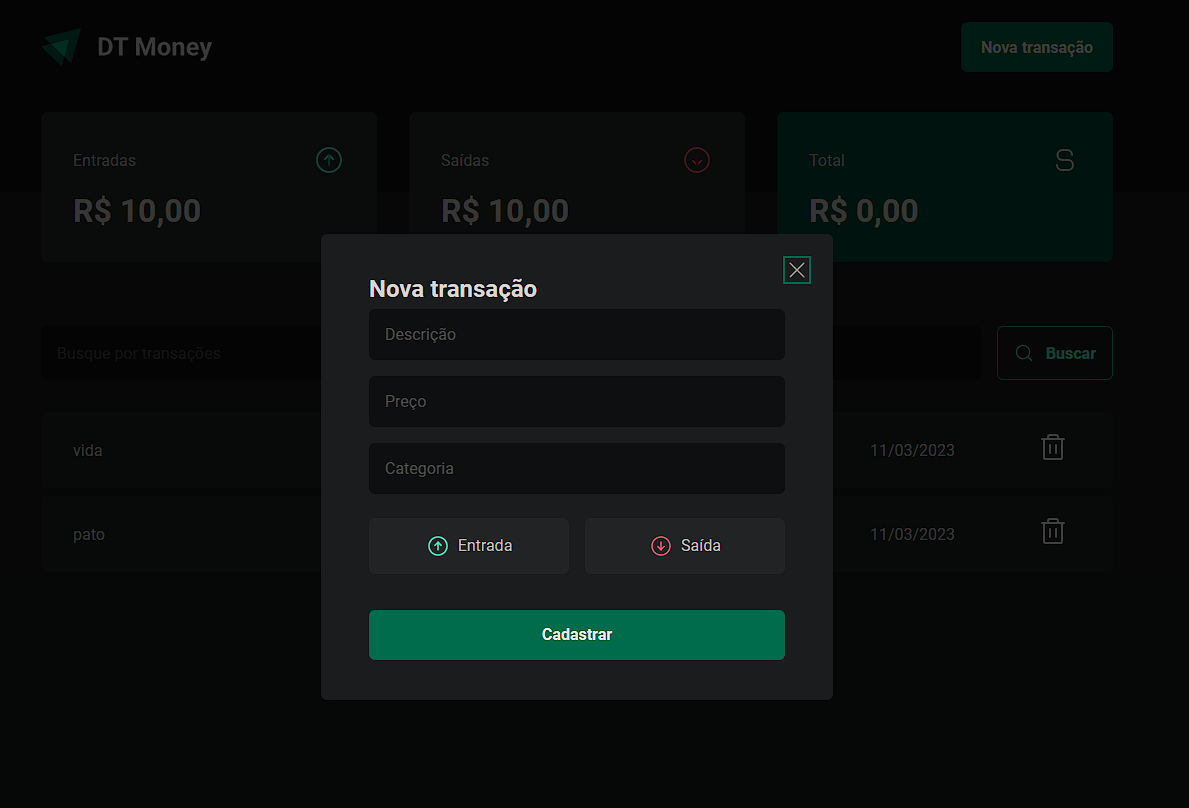 DT Money
Nova transação
Entradas
Saídas
Total
R$ 10,00
R$ 10,00
R$ 0,00
Nova transação
Descrição
Busque por transações
Buscar
Preço
vida
11/03/2023
Categoria
pato
11/03/2023
Entrada
Saída
Cadastrar